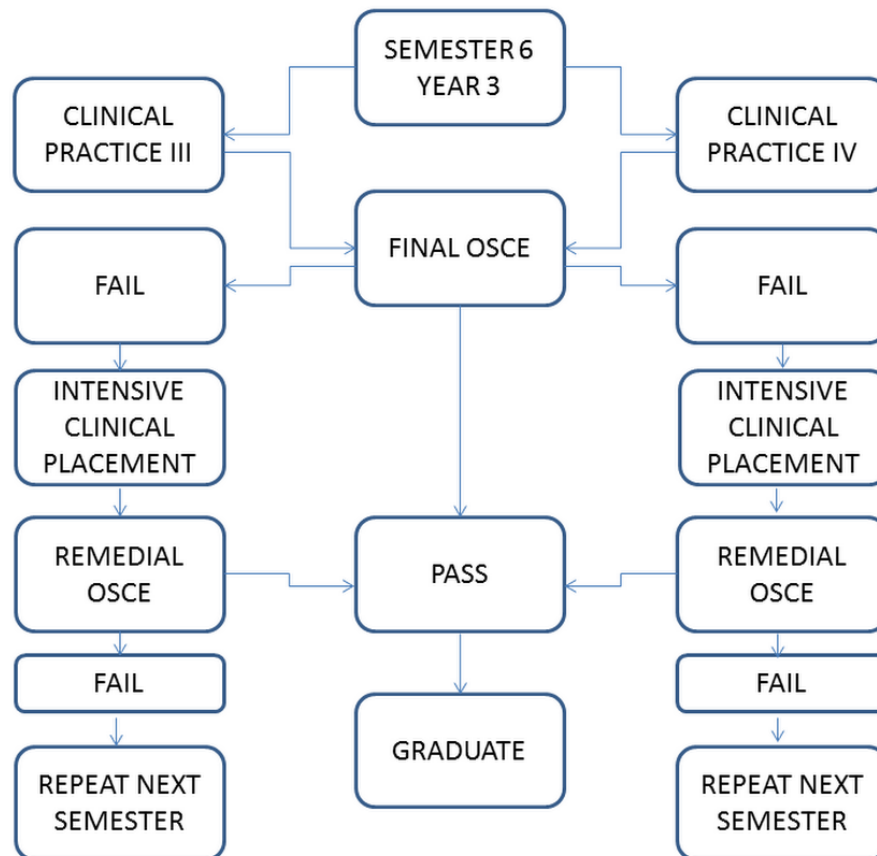 SEMESTER 6
YEAR 3
CLINICAL
PRACTICE III
CLINICAL
PRACTICE IV
FINAL OSCE
FAIL
FAIL
INTENSIVE
CLINICAL
PLACEMENT
INTENSIVE
CLINICAL
PLACEMENT
REMEDIAL
OSCE
PASS
REMEDIAL
OSCE
FAIL
FAIL
GRADUATE
REPEAT NEXT
SEMESTER
REPEAT NEXT
SEMESTER